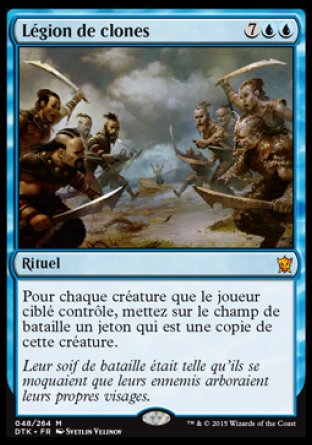 Légion de clones 7UU
Rituel
Pour chaque créature que le joueur
ciblé contrôle, mettez sur le champ de
bataille un jeton qui est une copie de
cette créature.
Leur soif de bataille était telle qu'ils se
moquaient que leurs ennemis arboraient
leurs propres visages.
048/264 M
DTK • FR Svetlin Velinov
™ & © 2015 Wizards of the Coast